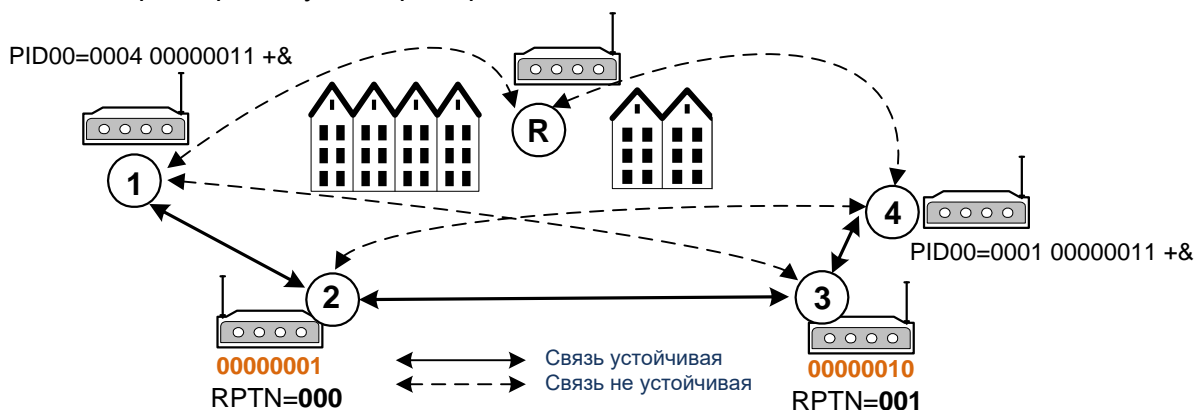 PID00=0004 00000011 +&
R
1
4
PID00=0001 00000011 +&
2
3
00000001
RPTN=000
Связь устойчивая
Связь не устойчивая
00000010
RPTN=001